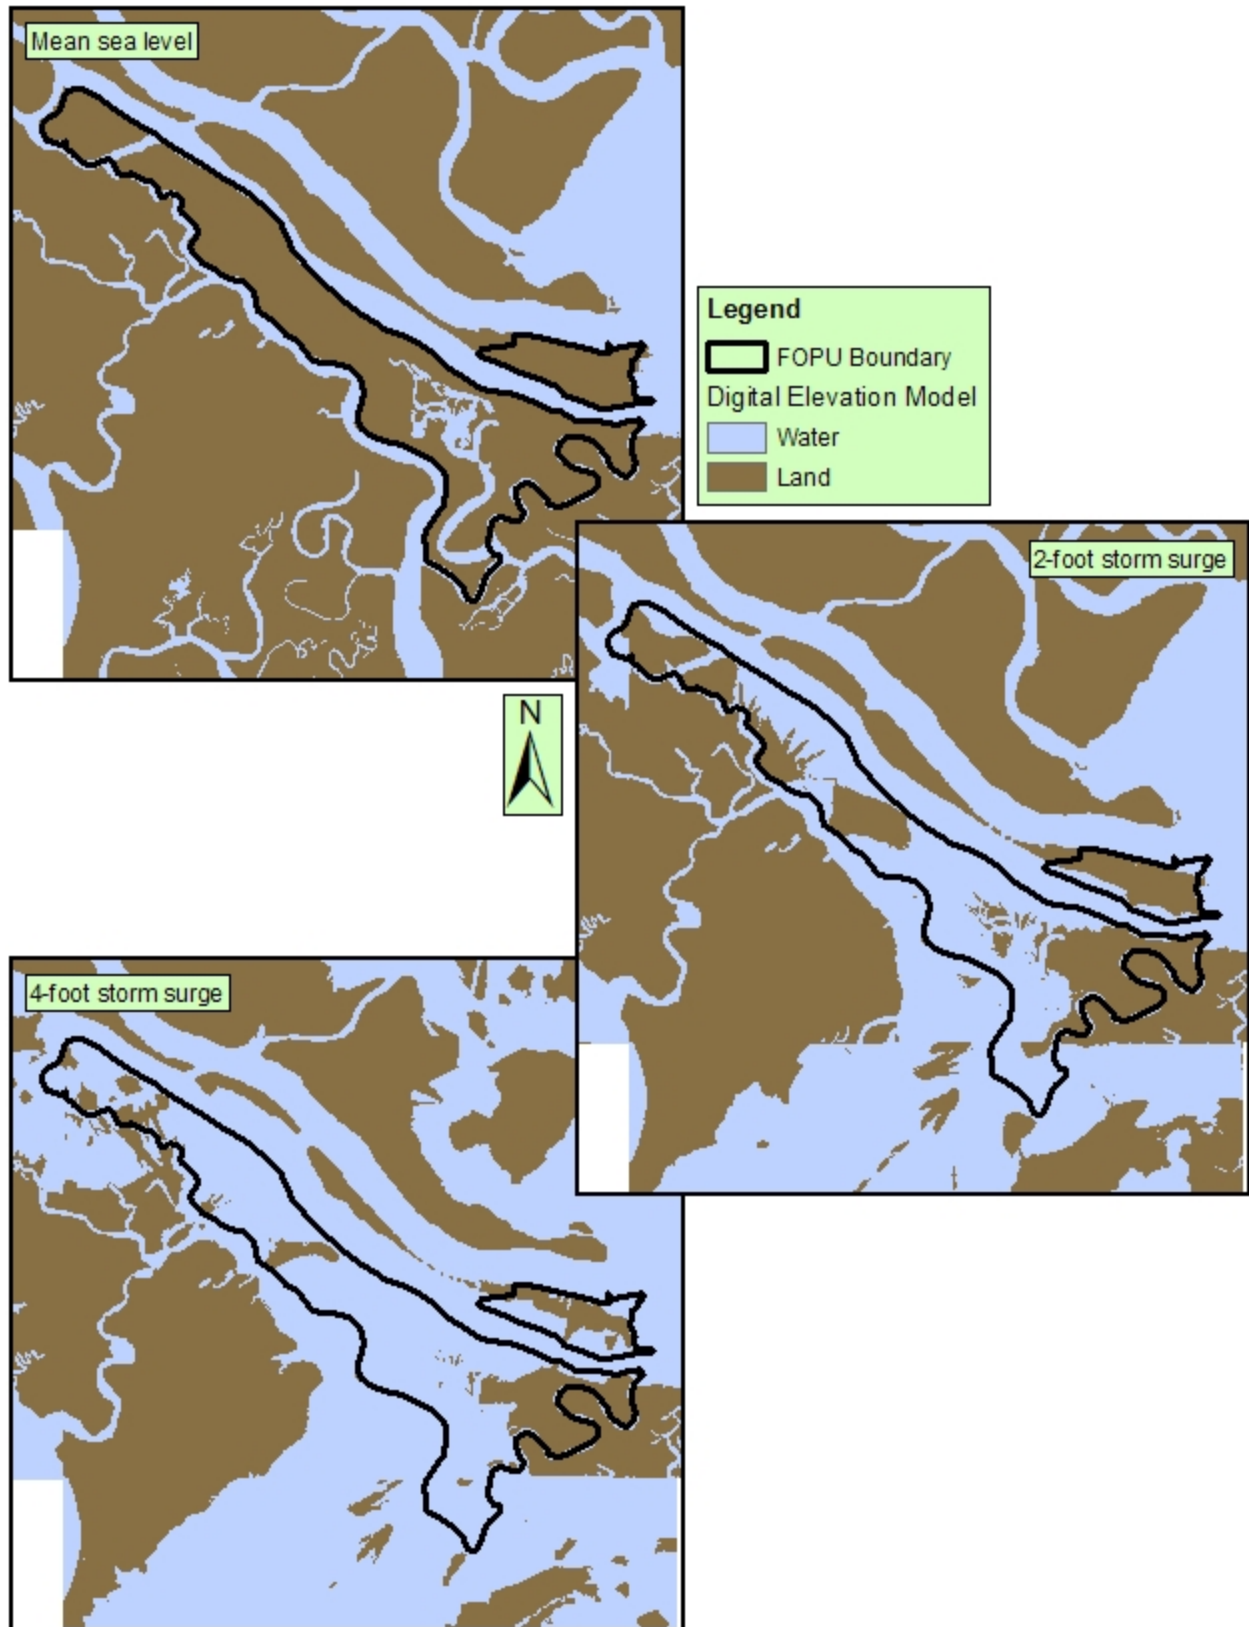 Mean sea level
Legend
FOPU Boundary
Digital Elevation Model
Water
Land
2-foot storm surge
N
4-foot storm surge